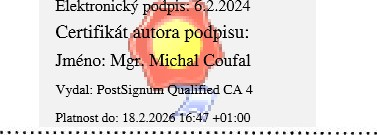 Elektronický podpis: 6.2.2024
Certifikát autora podpisu:
Jméno: Mgr. Michal Coufal
Vydal: PostSignum Qualified CA 4
Platnost do: 18.2.2026 16:47 +01:00